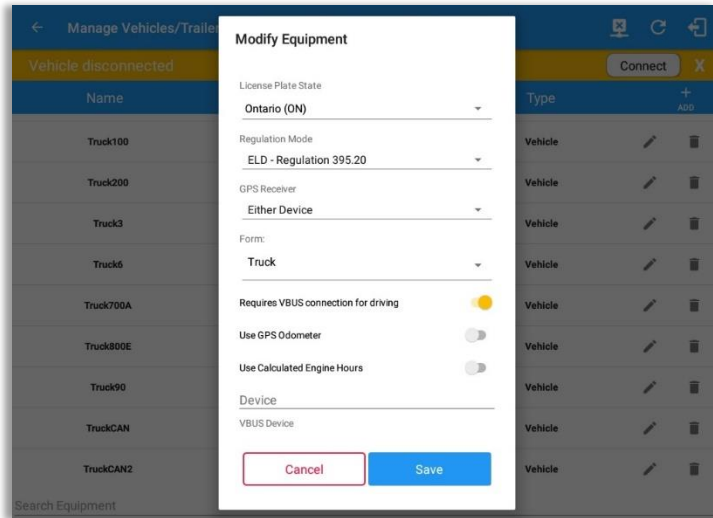 Manage Vehicles/Trailer
Vehicle disconnected
Connect X
Name Type ADD
Truck100 Vehicle
Truck200 Vehicle
Truck3 Vehicle
Truck6 Vehicle
Truck700A Vehicle
Truck800E Vehicle
Truck90 Vehicle
TruckCAN Vehicle
TruckCAN2 Vehicle
Search Equipment
Modify Equipment
License Plate State
Ontario (ON)
Regulation Mode
ELD - Regulation 395.20
GPS Receiver
Either Device
Form:
Truck
Requires VBUS connection for driving
Use GPS Odometer
Use Calculated Engine Hours
Device
VBUS Device
Cancel Save